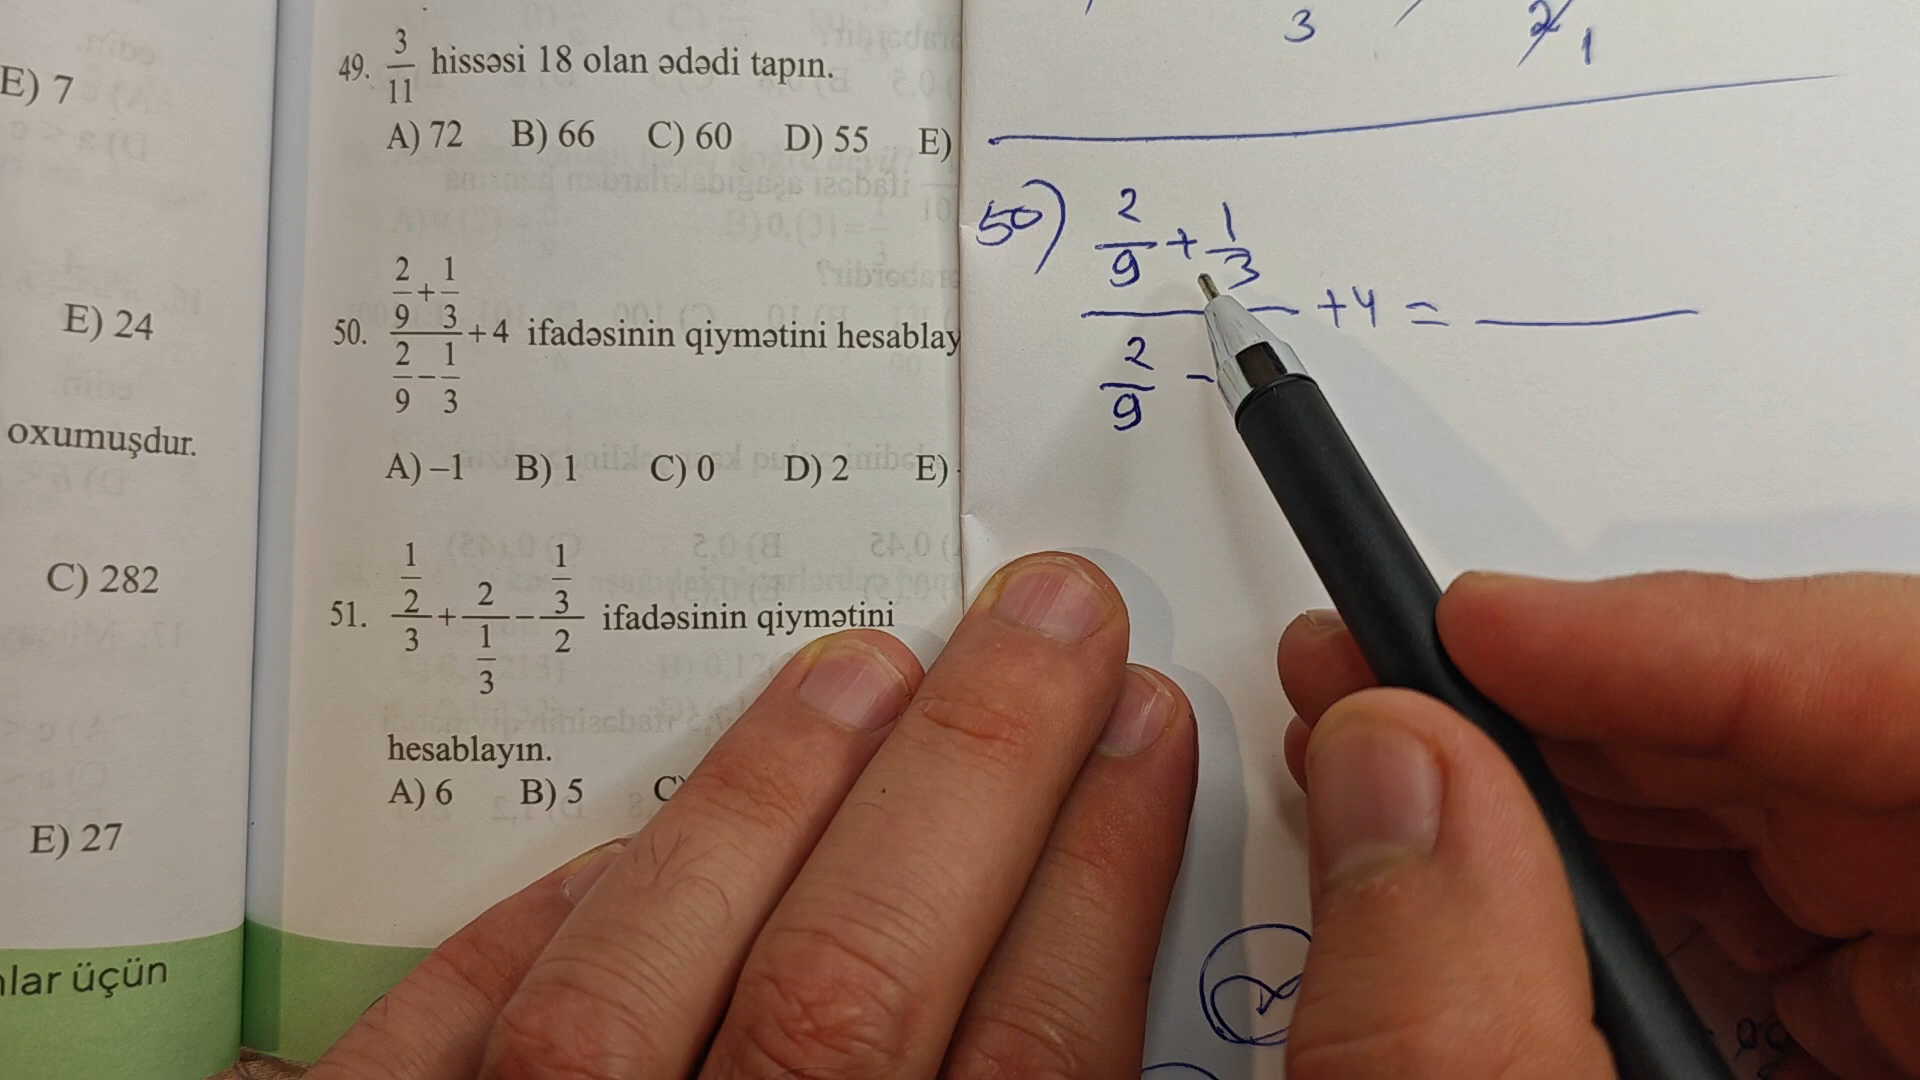 E) 7
E) 24
oxumuşdur.
C) 282
E) 27
lar üçün
49. 3/11 hissəsi 18 olan ədədi tapın.
A) 72 B) 66 C) 60 D) 55 E)
50. (2/9 + 1/3)/(2/9 − 1/3) + 4 ifadəsinin qiymətini hesablay
A) –1 B) 1 C) 0 D) 2 E)
51. (1/2)/3 + 2/(1/3) − (1/3)/2 ifadəsinin qiymətini
hesablayın.
A) 6 B) 5 C
3 2 1
50) 2/9 + 1/3
+ 4 =
2/9 −